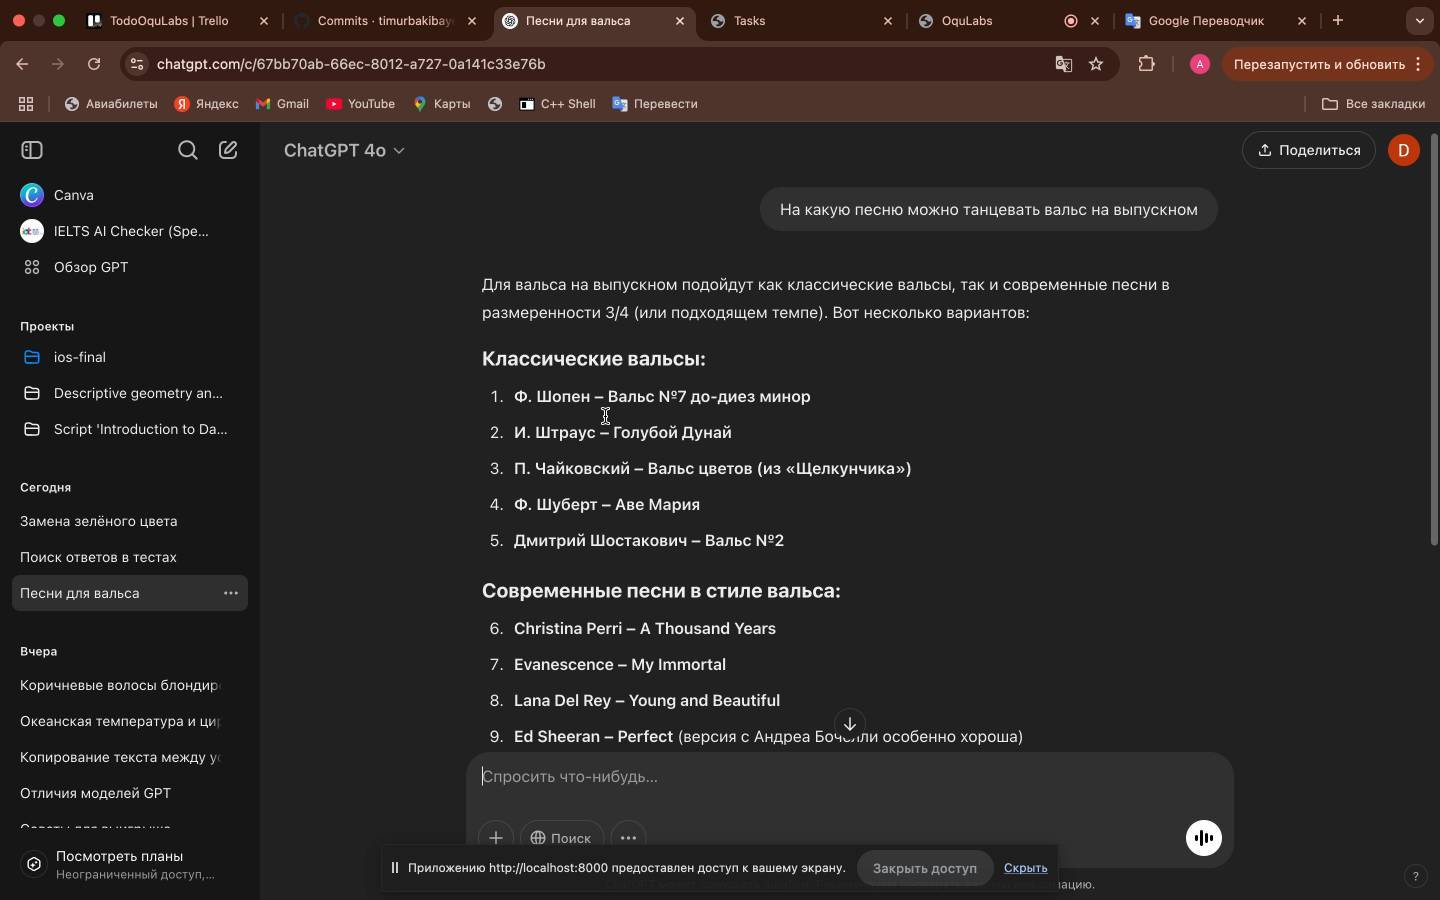 TodoOquLabs | Trello
Commits · timurbakibay
Песни для вальса
Tasks
OquLabs
Google Переводчик
chatgpt.com/c/67bb70ab-66ec-8012-a727-0a141c33e76b
A
Перезапустить и обновить
Авиабилеты
Яндекс
Gmail
YouTube
Карты
C++ Shell
Перевести
Все закладки
ChatGPT 4o
Поделиться
D
Canva
IELTS AI Checker (Spe...
Обзор GPT
Проекты
ios-final
Descriptive geometry an...
Script 'Introduction to Da...
Сегодня
Замена зелёного цвета
Поиск ответов в тестах
Песни для вальса
Вчера
Коричневые волосы блондир
Океанская температура и ци
Копирование текста между ус
Отличия моделей GPT
Посмотреть планы
Неограниченный доступ,...
На какую песню можно танцевать вальс на выпускном
Для вальса на выпускном подойдут как классические вальсы, так и современные песни в
размеренности 3/4 (или подходящем темпе). Вот несколько вариантов:
Классические вальсы:
1. Ф. Шопен – Вальс №7 до-диез минор
2. И. Штраус – Голубой Дунай
3. П. Чайковский – Вальс цветов (из «Щелкунчика»)
4. Ф. Шуберт – Аве Мария
5. Дмитрий Шостакович – Вальс №2
Современные песни в стиле вальса:
6. Christina Perri – A Thousand Years
7. Evanescence – My Immortal
8. Lana Del Rey – Young and Beautiful
9. Ed Sheeran – Perfect (версия с Андреа Бочелли особенно хороша)
Спросить что-нибудь...
Поиск
Приложению http://localhost:8000 предоставлен доступ к вашему экрану.
Закрыть доступ
Скрыть
?